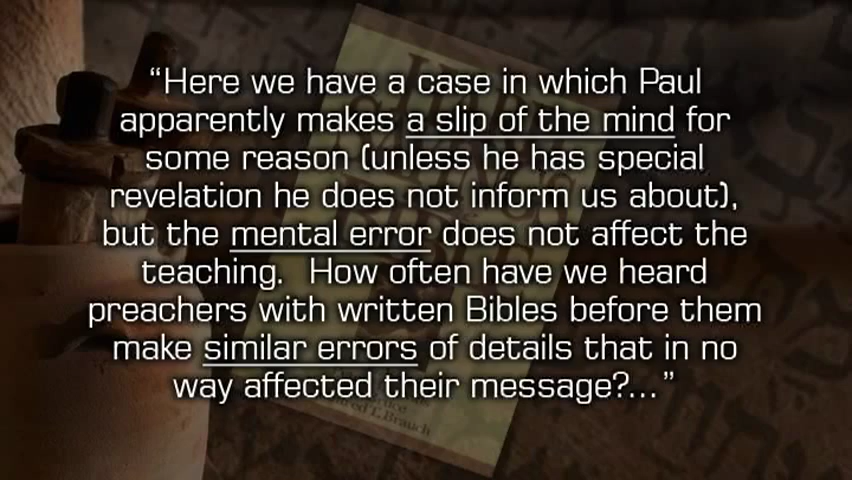 “Here we have a case in which Paul
apparently makes a slip of the mind for
some reason (unless he has special
revelation he does not inform us about),
but the mental error does not affect the
teaching.  How often have we heard
preachers with written Bibles before them
make similar errors of details that in no
way affected their message?...”
Brauch